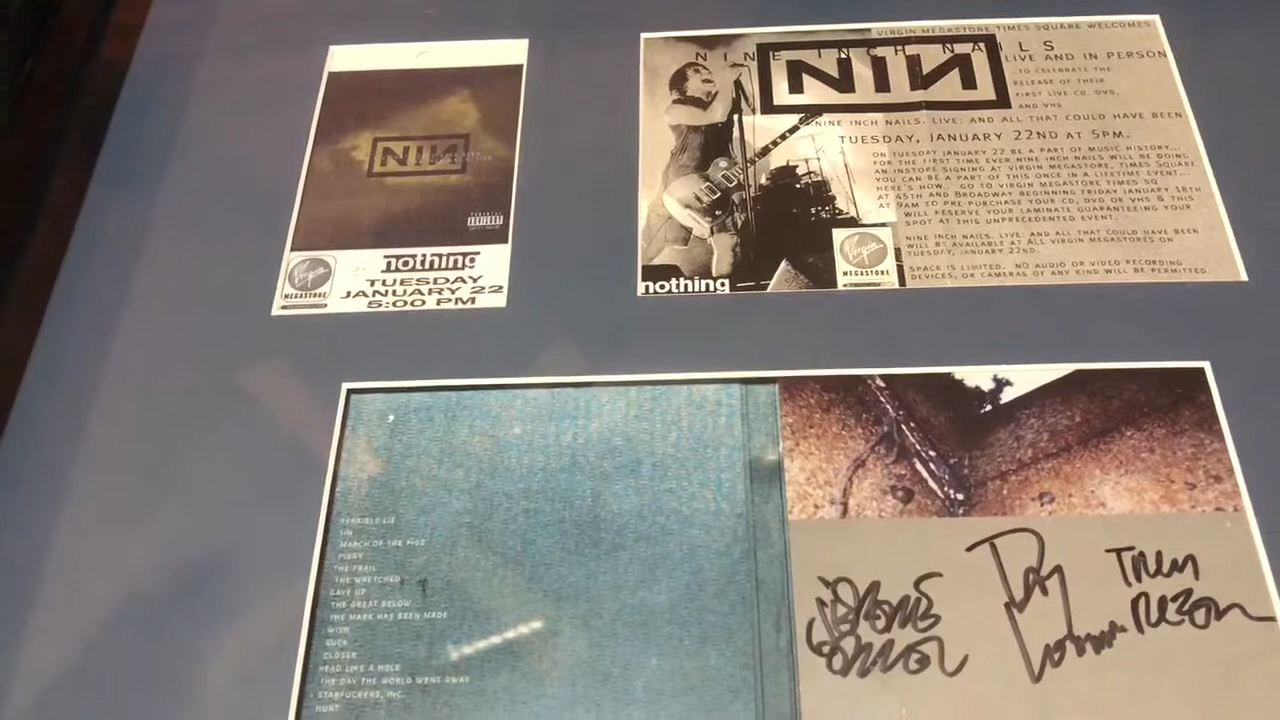 NIN
PARENTAL
ADVISORY
EXPLICIT CONTENT
nothing
Virgin
MEGASTORE
TUESDAY
JANUARY 22
5:00 PM
VIRGIN MEGASTORE TIMES SQUARE WELCOMES
NINE INCH NAILS
NIN
LIVE AND IN PERSON
...TO CELEBRATE THE
RELEASE OF THEIR
FIRST LIVE CD, DVD,
AND VHS
NINE INCH NAILS, LIVE: AND ALL THAT COULD HAVE BEEN
TUESDAY, JANUARY 22ND AT 5PM.
ON TUESDAY JANUARY 22 BE A PART OF MUSIC HISTORY...
FOR THE FIRST TIME EVER NINE INCH NAILS WILL BE DOING
AN INSTORE SIGNING AT VIRGIN MEGASTORE, TIMES SQUARE.
YOU CAN BE A PART OF THIS ONCE IN A LIFETIME EVENT...
HERE'S HOW... GO TO VIRGIN MEGASTORE TIMES SQ
AT 45TH AND BROADWAY BEGINNING FRIDAY JANUARY 18TH
AT 9AM TO PRE-PURCHASE YOUR CD, DVD OR VHS & THIS
WILL RESERVE YOUR LAMINATE GUARANTEEING YOUR
SPOT AT THIS UNPRECEDENTED EVENT.
NINE INCH NAILS, LIVE: AND ALL THAT COULD HAVE BEEN
WILL BE AVAILABLE AT ALL VIRGIN MEGASTORES ON
TUESDAY, JANUARY 22ND.
SPACE IS LIMITED. NO AUDIO OR VIDEO RECORDING
DEVICES, OR CAMERAS OF ANY KIND WILL BE PERMITTED.
Virgin
MEGASTORE
nothing
TERRIBLE LIE
SIN
MARCH OF THE PIGS
PIGGY
THE FRAIL
THE WRETCHED
GAVE UP
THE GREAT BELOW
THE MARK HAS BEEN MADE
WISH
SUCK
CLOSER
HEAD LIKE A HOLE
THE DAY THE WORLD WENT AWAY
STARFUCKERS, INC.
HURT